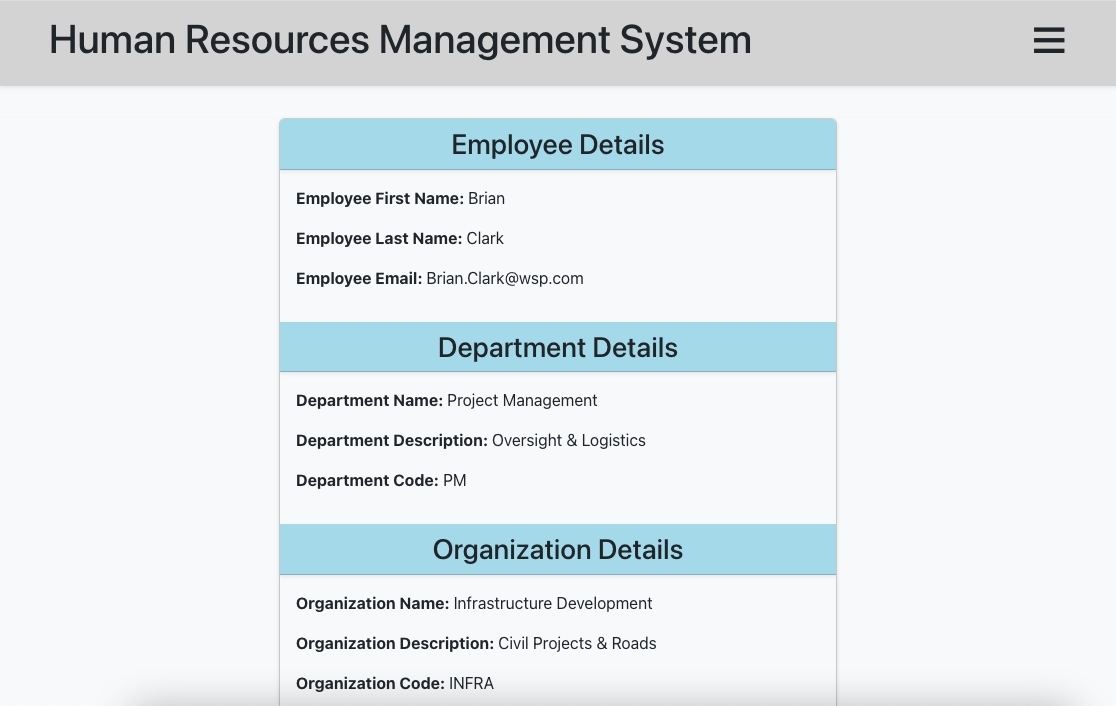 Human Resources Management System
Employee Details
Employee First Name: Brian
Employee Last Name: Clark
Employee Email: Brian.Clark@wsp.com
Department Details
Department Name: Project Management
Department Description: Oversight & Logistics
Department Code: PM
Organization Details
Organization Name: Infrastructure Development
Organization Description: Civil Projects & Roads
Organization Code: INFRA